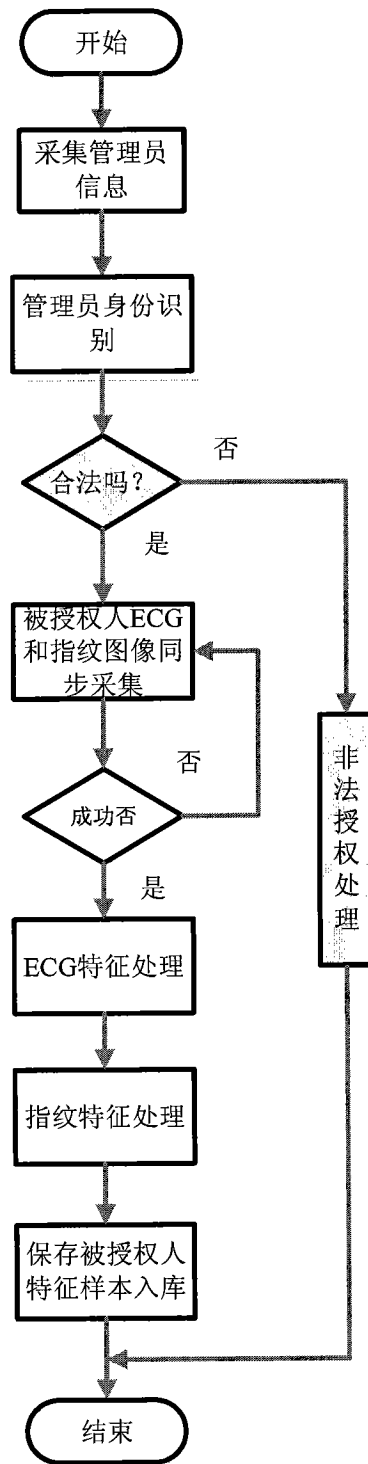 开始
采集管理员
信息
管理员身份识
别
合法吗？
否
是
被授权人ECG
和指纹图像同
步采集
否
成功否
是
非
法
授
权
处
理
ECG特征处理
指纹特征处理
保存被授权人
特征样本入库
结束